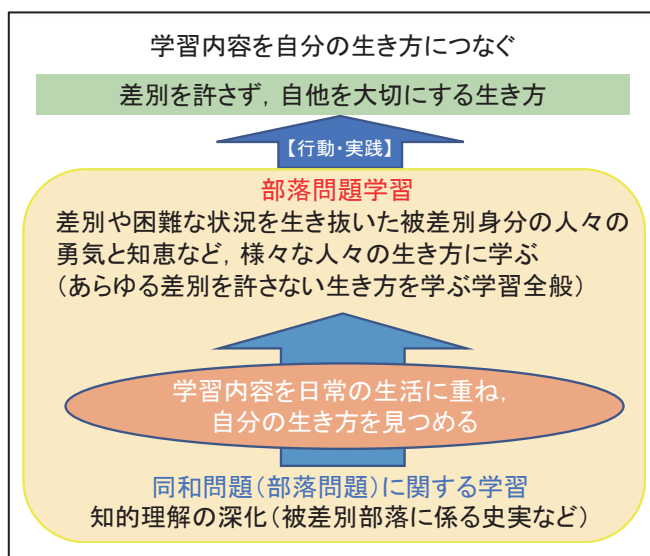 学習内容を自分の生き方につなぐ
差別を許さず，自他を大切にする生き方
【行動・実践】
部落問題学習
差別や困難な状況を生き抜いた被差別身分の人々の
勇気と知恵など，様々な人々の生き方に学ぶ
（あらゆる差別を許さない生き方を学ぶ学習全般）
学習内容を日常の生活に重ね，
自分の生き方を見つめる
同和問題（部落問題）に関する学習
知的理解の深化（被差別部落に係る史実など）